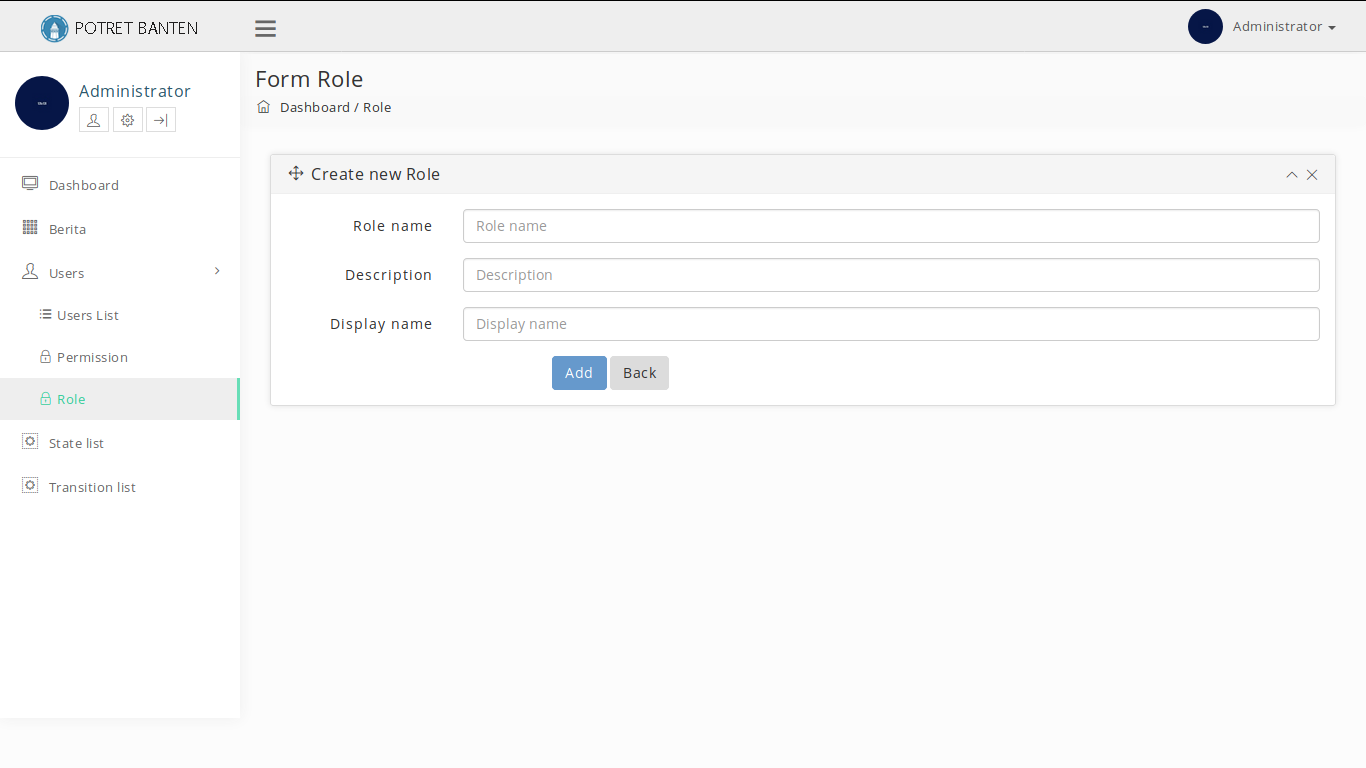 POTRET BANTEN
Administrator
Administrator
Dashboard
Berita
Users
Users List
Permission
Role
State list
Transition list
Form Role
Dashboard / Role
Create new Role
Role name Role name
Description Description
Display name Display name
Add Back